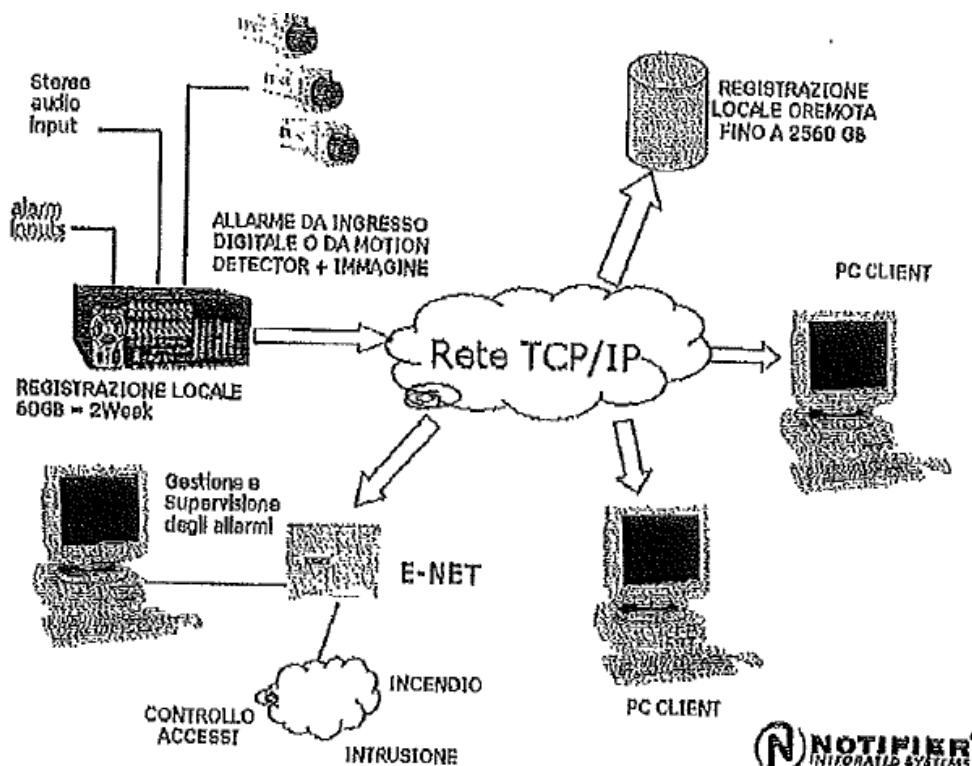 Stereo
audio
input
alarm
inputs
ALLARME DA INGRESSO
DIGITALE O DA MOTION
DETECTOR + IMMAGINE
REGISTRAZIONE
LOCALE OREMOTA
FINO A 2560 GB
PC CLIENT
Rete TCP/IP
REGISTRAZIONE LOCALE
60GB = 2Week
Gestione e
Supervisione
degli allarmi
E-NET
PC CLIENT
INCENDIO
CONTROLLO
ACCESSI
INTRUSIONE
N
NOTIFIER®
INTEGRATED SYSTEMS